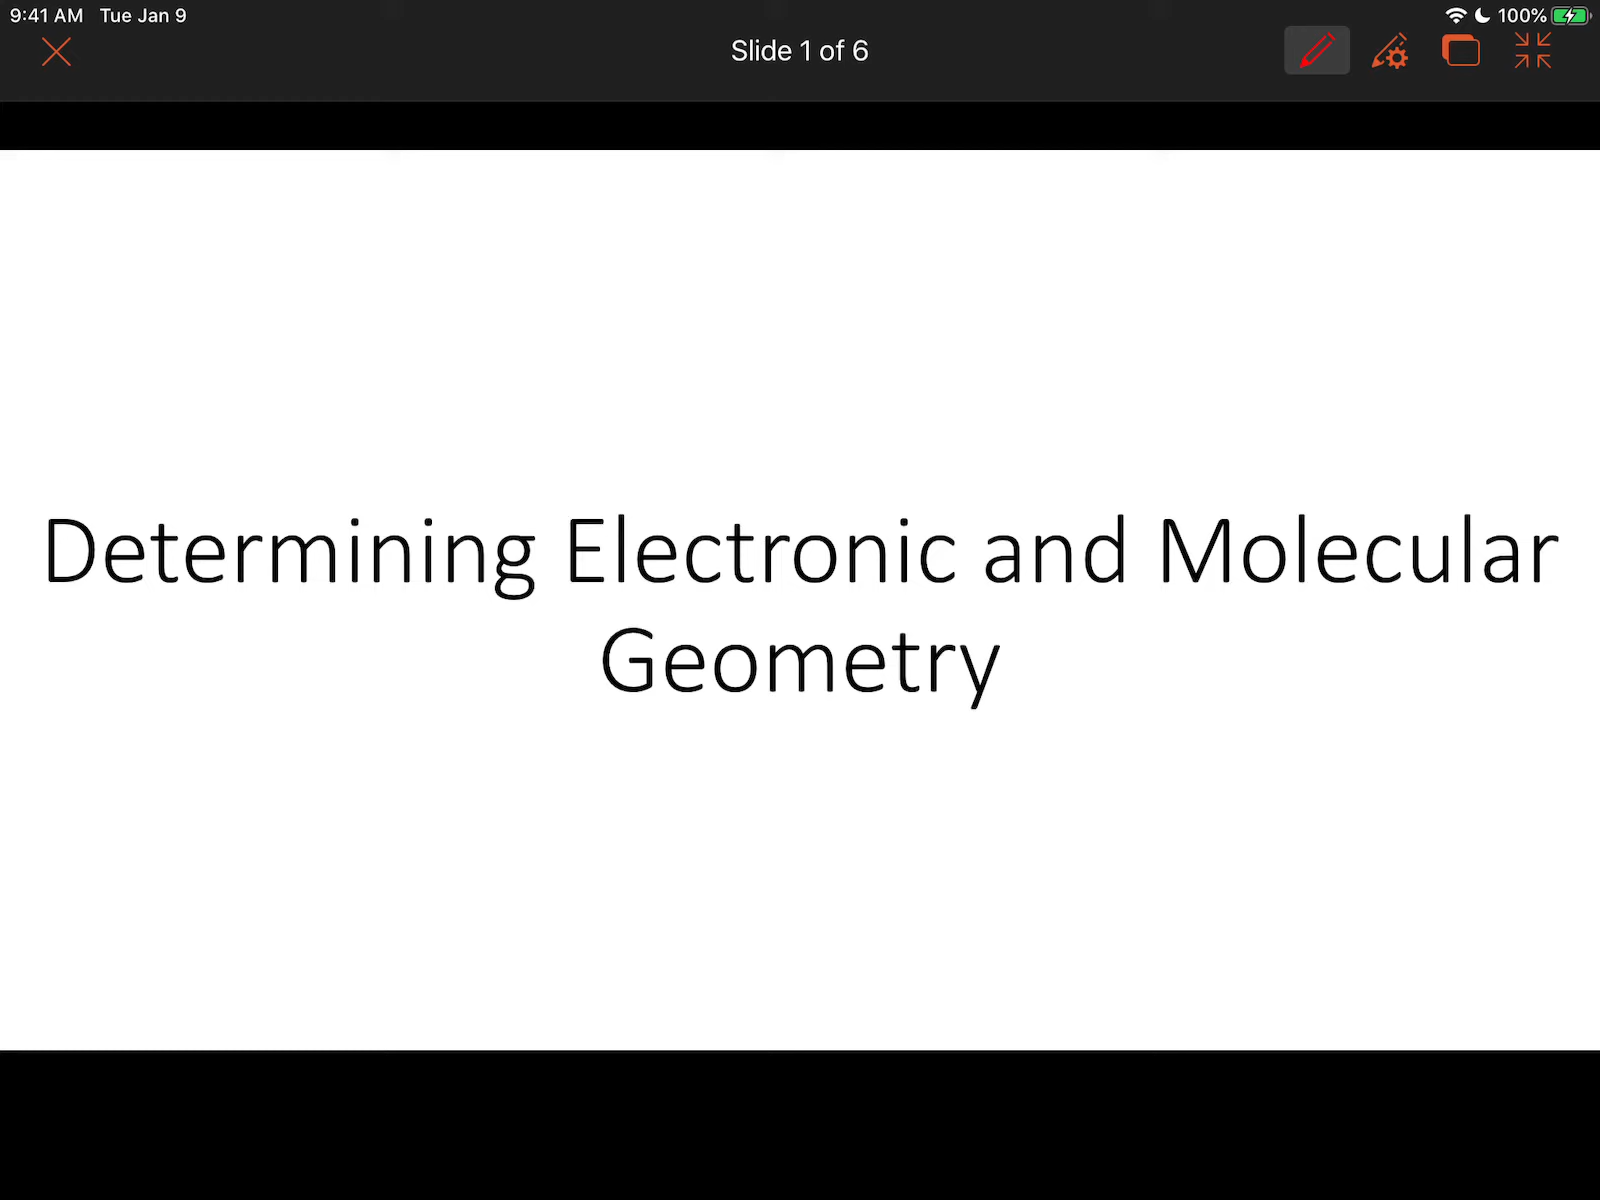 9:41 AM Tue Jan 9
100%
Slide 1 of 6
Determining Electronic and Molecular
Geometry